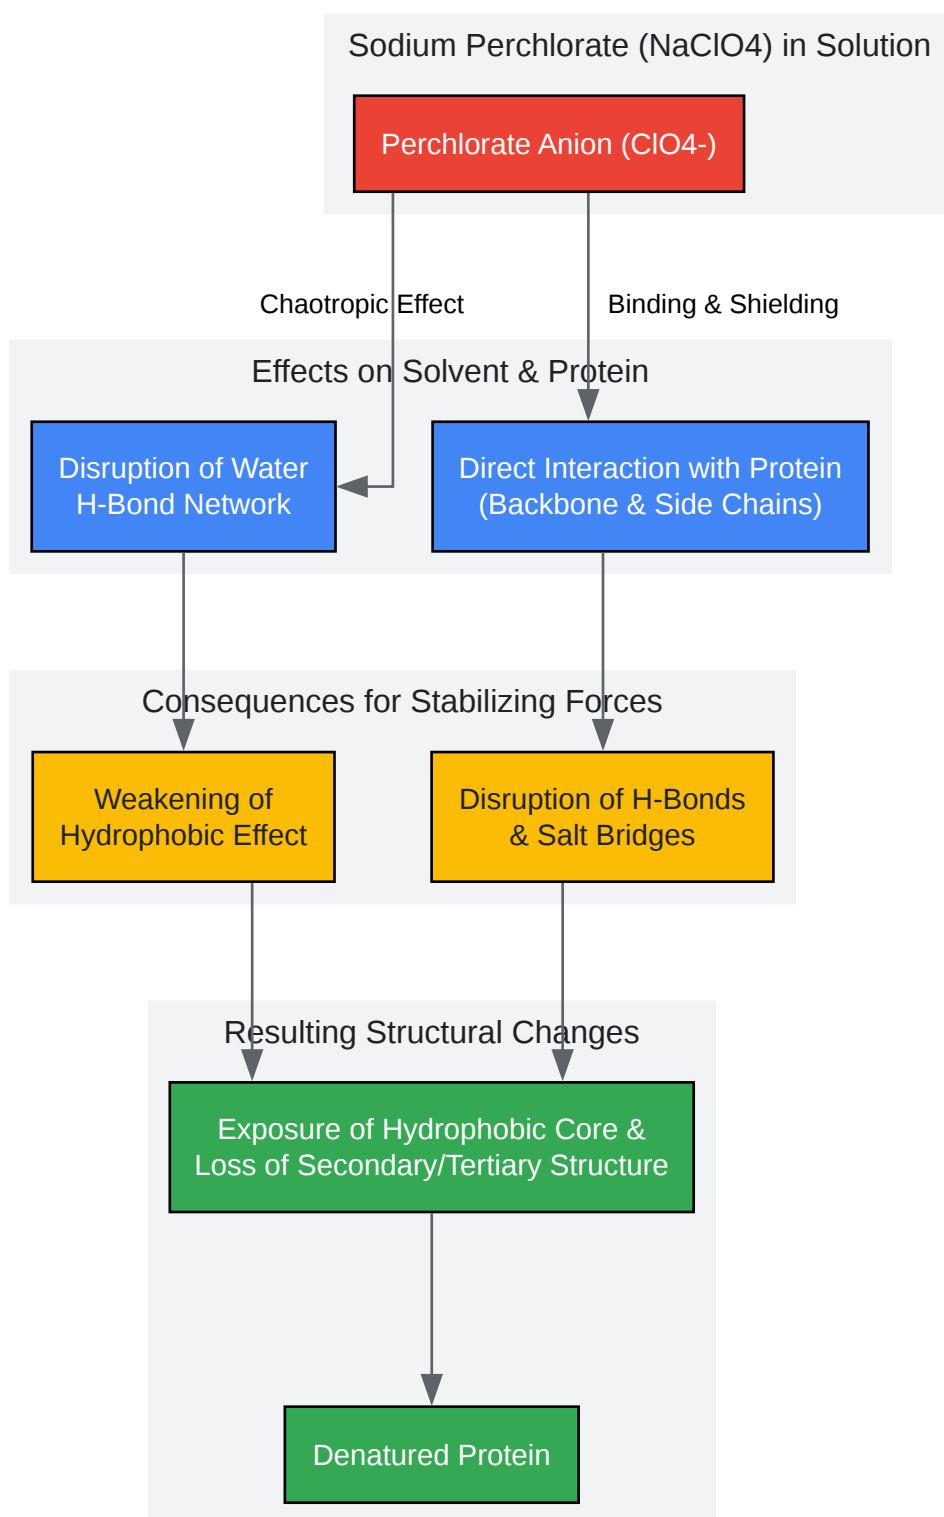 Sodium Perchlorate (NaClO4) in Solution
Perchlorate Anion (ClO4-)
Chaotropic Effect
Binding & Shielding
Effects on Solvent & Protein
Disruption of Water
H-Bond Network
Direct Interaction with Protein
(Backbone & Side Chains)
Consequences for Stabilizing Forces
Weakening of
Hydrophobic Effect
Disruption of H-Bonds
& Salt Bridges
Resulting Structural Changes
Exposure of Hydrophobic Core &
Loss of Secondary/Tertiary Structure
Denatured Protein